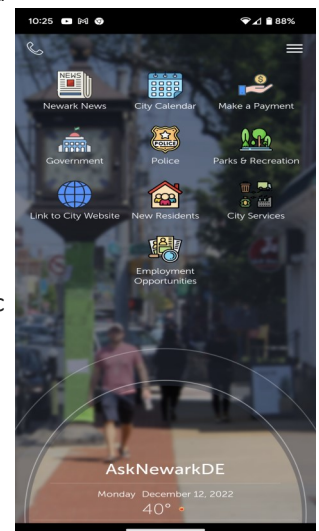 10:25 88%
NEWS
Newark News City Calendar Make a Payment
POLICE
Government Police Parks & Recreation
Link to City Website New Residents City Services
Employment
Opportunities
C
AskNewarkDE
Monday December 12, 2022
40°